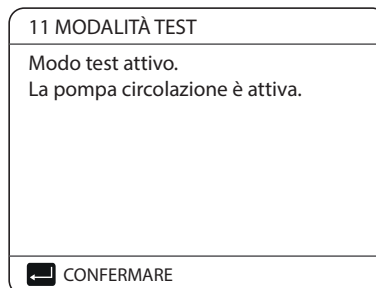 11 MODALITÀ TEST
Modo test attivo.
La pompa circolazione è attiva.
CONFERMARE